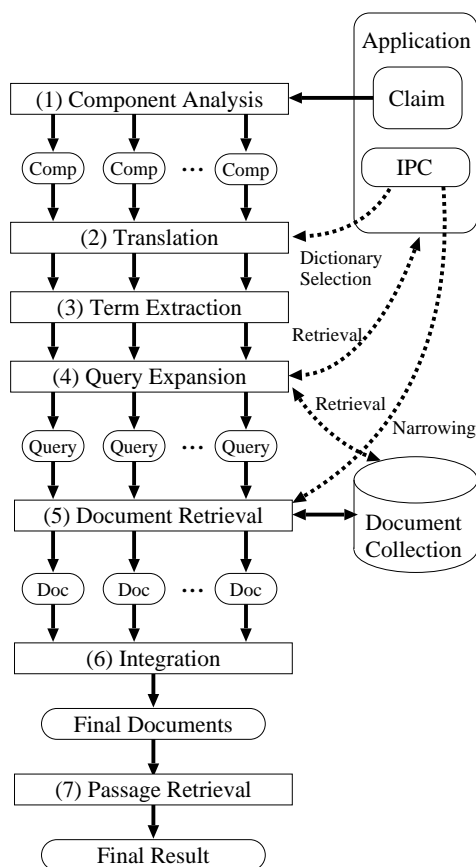 Application
(1) Component Analysis
Claim
Comp
Comp
...
Comp
IPC
(2) Translation
Dictionary
Selection
(3) Term Extraction
Retrieval
(4) Query Expansion
Retrieval
Query
Query
...
Query
Narrowing
(5) Document Retrieval
Document
Collection
Doc
Doc
...
Doc
(6) Integration
Final Documents
(7) Passage Retrieval
Final Result